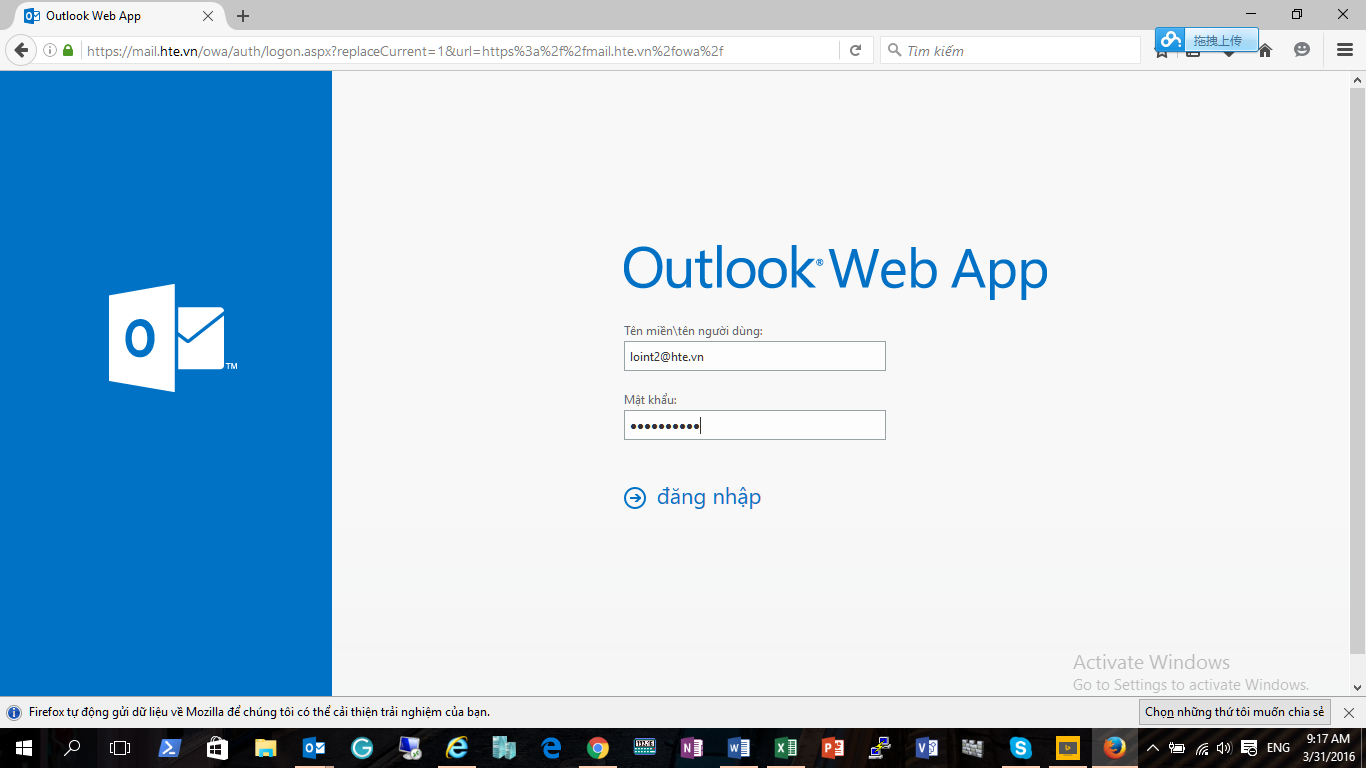 Outlook Web App
https://mail.hte.vn/owa/auth/logon.aspx?replaceCurrent=1&url=https%3a%2f%2fmail.hte.vn%2fowa%2f
Tìm kiếm
拖拽上传
Outlook® Web App
Tên miền\tên người dùng:
loint2@hte.vn
Mật khẩu:
••••••••••
đăng nhập
O
TM
Activate Windows
Go to Settings to activate Windows.
Firefox tự động gửi dữ liệu về Mozilla để chúng tôi có thể cải thiện trải nghiệm của bạn.
Chọn những thứ tôi muốn chia sẻ
ENG
9:17 AM
3/31/2016